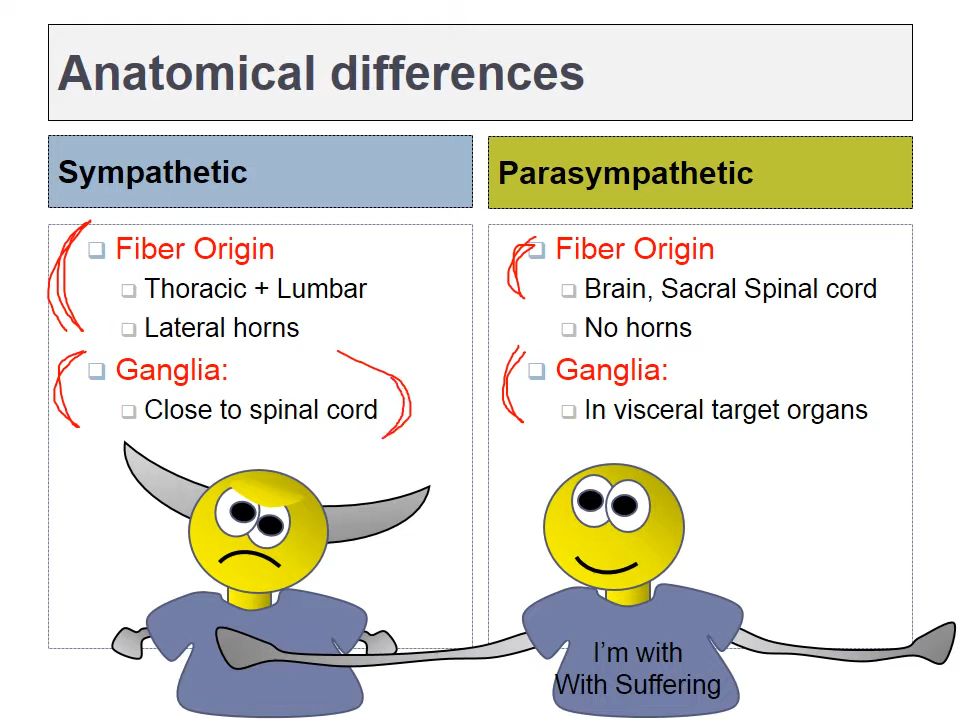 Anatomical differences
Sympathetic
Fiber Origin
Thoracic + Lumbar
Lateral horns
Ganglia:
Close to spinal cord
Parasympathetic
Fiber Origin
Brain, Sacral Spinal cord
No horns
Ganglia:
In visceral target organs
I'm with
With Suffering